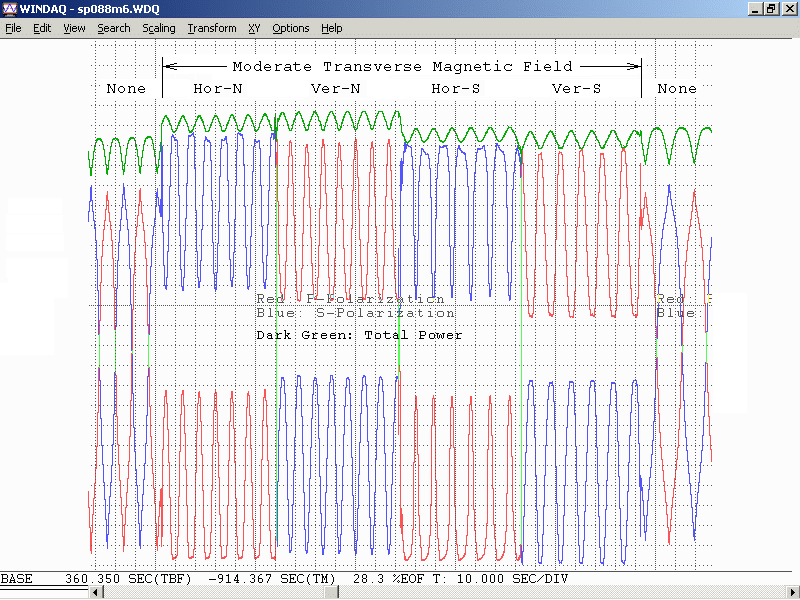 WINDAQ - sp088m6.WDQ
File Edit View Search Scaling Transform XY Options Help
Moderate Transverse Magnetic Field
None Hor-N Ver-N Hor-S Ver-S None
Red: P-Polarization Red P
Blue: S-Polarization Blue
Dark Green: Total Power
BASE 360.350 SEC(TBF) -914.367 SEC(TM) 28.3 %EOF T: 10.000 SEC/DIV